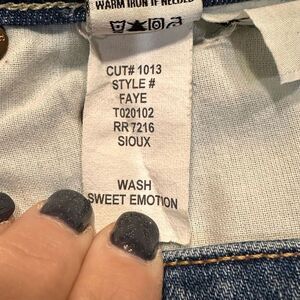 WARM IRON IF NEEDED
CUT# 1013
STYLE #
FAYE
T020102
RR7216
SIOUX
WASH
SWEET EMOTION